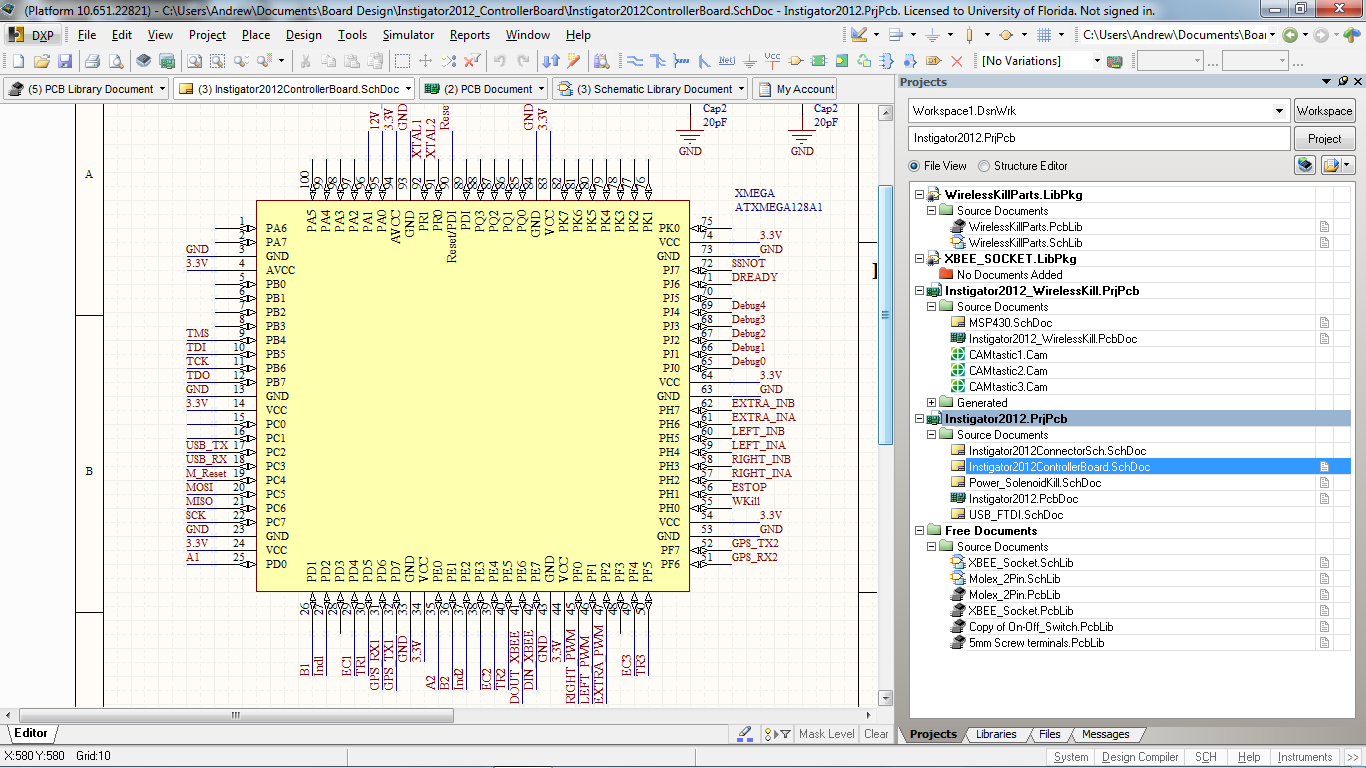 (Platform 10.651.22821) - C:\Users\Andrew\Documents\Board Design\Instigator2012_ControllerBoard\Instigator2012ControllerBoard.SchDoc - Instigator2012.PrjPcb. Licensed to University of Florida. Not signed in.
DXP File Edit View Project Place Design Tools Simulator Reports Window Help C:\Users\Andrew\Documents\Boar
Net Vcc [No Variations] ... ...
(5) PCB Library Document (3) Instigator2012ControllerBoard.SchDoc (2) PCB Document (3) Schematic Library Document My Account
12V 3.3V GND XTAL1 XTAL2 Reset GND 3.3V
Cap2 Cap2
20pF 20pF
GND GND
A
100 99 98 97 96 95 94 93 92 91 90 89 88 87 86 85 84 83 82 81 80 79 78 77 76
PA5 PA4 PA3 PA2 PA1 PA0 AVCC GND PR1 PR0 Reset/PDI PDI PQ3 PQ2 PQ1 PQ0 GND VCC PK7 PK6 PK5 PK4 PK3 PK2 PK1
XMEGA
ATXMEGA128A1
1 PA6 PK0 75
2 PA7 VCC 74 3.3V
GND 3 GND GND 73 GND
3.3V 4 AVCC PJ7 72 SSNOT
5 PB0 PJ6 71 DREADY
6 PB1 PJ5 70
7 PB2 PJ4 69 Debug4
8 PB3 PJ3 68 Debug3
TMS 9 PB4 PJ2 67 Debug2
TDI 10 PB5 PJ1 66 Debug1
TCK 11 PB6 PJ0 65 Debug0
TDO 12 PB7 VCC 64 3.3V
GND 13 GND GND 63 GND
3.3V 14 VCC PH7 62 EXTRA_INB
15 PC0 PH6 61 EXTRA_INA
16 PC1 PH5 60 LEFT_INB
USB_TX 17 PC2 PH4 59 LEFT_INA
USB_RX 18 PC3 PH3 58 RIGHT_INB
M_Reset 19 PC4 PH2 57 RIGHT_INA
MOSI 20 PC5 PH1 56 ESTOP
MISO 21 PC6 PH0 55 WKill
SCK 22 PC7 VCC 54 3.3V
GND 23 GND GND 53 GND
3.3V 24 VCC PF7 52 GPS_TX2
A1 25 PD0 PF6 51 GPS_RX2
B
PD1 PD2 PD3 PD4 PD5 PD6 PD7 GND VCC PE0 PE1 PE2 PE3 PE4 PE5 PE6 PE7 GND VCC PF0 PF1 PF2 PF3 PF4 PF5
26 27 28 29 30 31 32 33 34 35 36 37 38 39 40 41 42 43 44 45 46 47 48 49 50
B1 Ind1 EC1 TR1 GPS_RX1 GPS_TX1 GND 3.3V A2 B2 Ind2 EC2 TR2 DOUT_XBEE DIN_XBEE GND 3.3V RIGHT_PWM LEFT_PWM EXTRA_PWM EC3 TR3
Editor Mask Level Clear
X:580 Y:580 Grid:10
Projects
Workspace1.DsnWrk Workspace
Instigator2012.PrjPcb Project
File View Structure Editor
WirelessKillParts.LibPkg
Source Documents
WirelessKillParts.PcbLib
WirelessKillParts.SchLib
XBEE_SOCKET.LibPkg
No Documents Added
Instigator2012_WirelessKill.PrjPcb
Source Documents
MSP430.SchDoc
Instigator2012_WirelessKill.PcbDoc
CAMtastic1.Cam
CAMtastic2.Cam
CAMtastic3.Cam
Generated
Instigator2012.PrjPcb
Source Documents
Instigator2012ConnectorSch.SchDoc
Instigator2012ControllerBoard.SchDoc
Power_SolenoidKill.SchDoc
Instigator2012.PcbDoc
USB_FTDI.SchDoc
Free Documents
Source Documents
XBEE_Socket.SchLib
Molex_2Pin.SchLib
Molex_2Pin.PcbLib
XBEE_Socket.PcbLib
Copy of On-Off_Switch.PcbLib
5mm Screw terminals.PcbLib
Projects Libraries Files Messages
System Design Compiler SCH Help Instruments >>